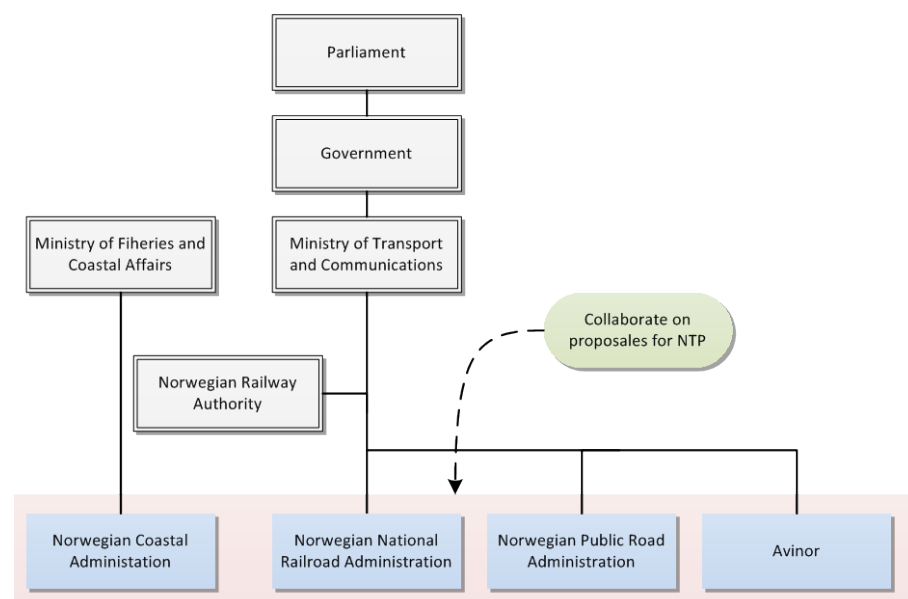 Parliament
Government
Ministry of Fiheries and
Coastal Affairs
Ministry of Transport
and Communications
Collaborate on
proposales for NTP
Norwegian Railway
Authority
Norwegian Coastal
Administation
Norwegian National
Railroad Administration
Norwegian Public Road
Administration
Avinor